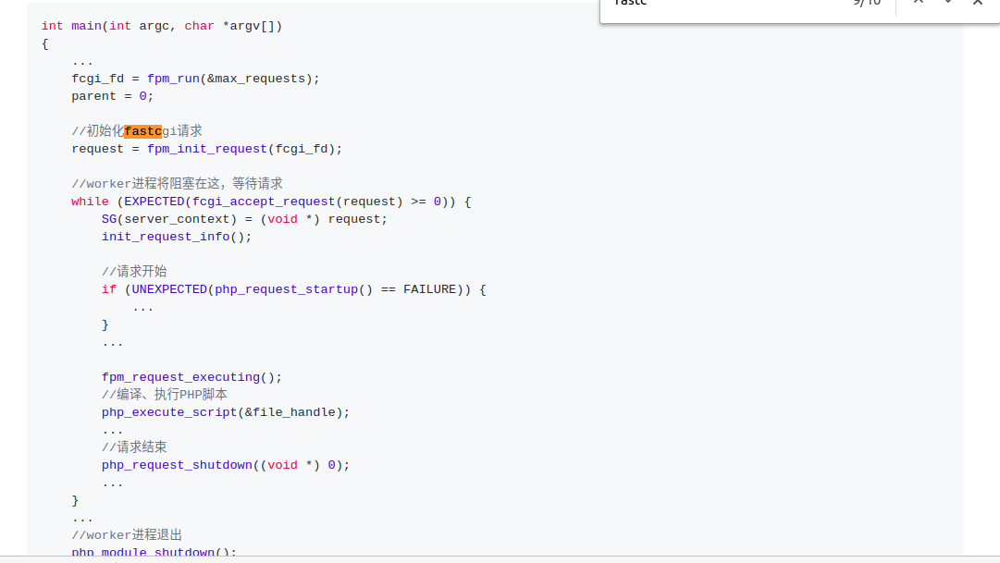 fastc 9/10
int main(int argc, char *argv[])
{
    ...
    fcgi_fd = fpm_run(&max_requests);
    parent = 0;
    //初始化fastcgi请求
    request = fpm_init_request(fcgi_fd);
    //worker进程将阻塞在这，等待请求
    while (EXPECTED(fcgi_accept_request(request) >= 0)) {
        SG(server_context) = (void *) request;
        init_request_info();
        //请求开始
        if (UNEXPECTED(php_request_startup() == FAILURE)) {
            ...
        }
        ...
        fpm_request_executing();
        //编译、执行PHP脚本
        php_execute_script(&file_handle);
        ...
        //请求结束
        php_request_shutdown((void *) 0);
        ...
    }
    ...
    //worker进程退出
    php_module_shutdown();